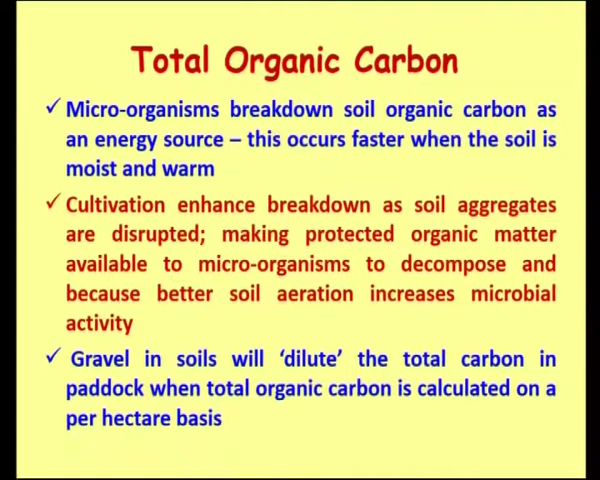 Total Organic Carbon
✓ Micro-organisms breakdown soil organic carbon as
an energy source – this occurs faster when the soil is
moist and warm
✓ Cultivation enhance breakdown as soil aggregates
are disrupted; making protected organic matter
available to micro-organisms to decompose and
because better soil aeration increases microbial
activity
✓ Gravel in soils will ‘dilute’ the total carbon in
paddock when total organic carbon is calculated on a
per hectare basis